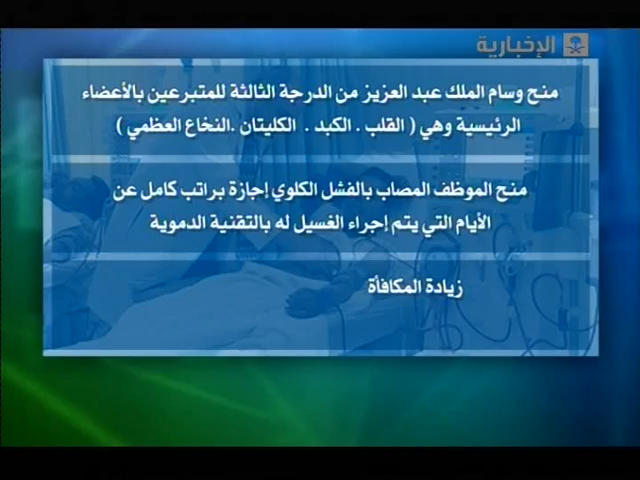 الإخبارية
منح وسام الملك عبد العزيز من الدرجة الثالثة للمتبرعين بالأعضاء
الرئيسية وهي ( القلب . الكبد . الكليتان .النخاع العظمي )
منح الموظف المصاب بالفشل الكلوي إجازة براتب كامل عن
الأيام التي يتم إجراء الغسيل له بالتقنية الدموية
زيادة المكافأة